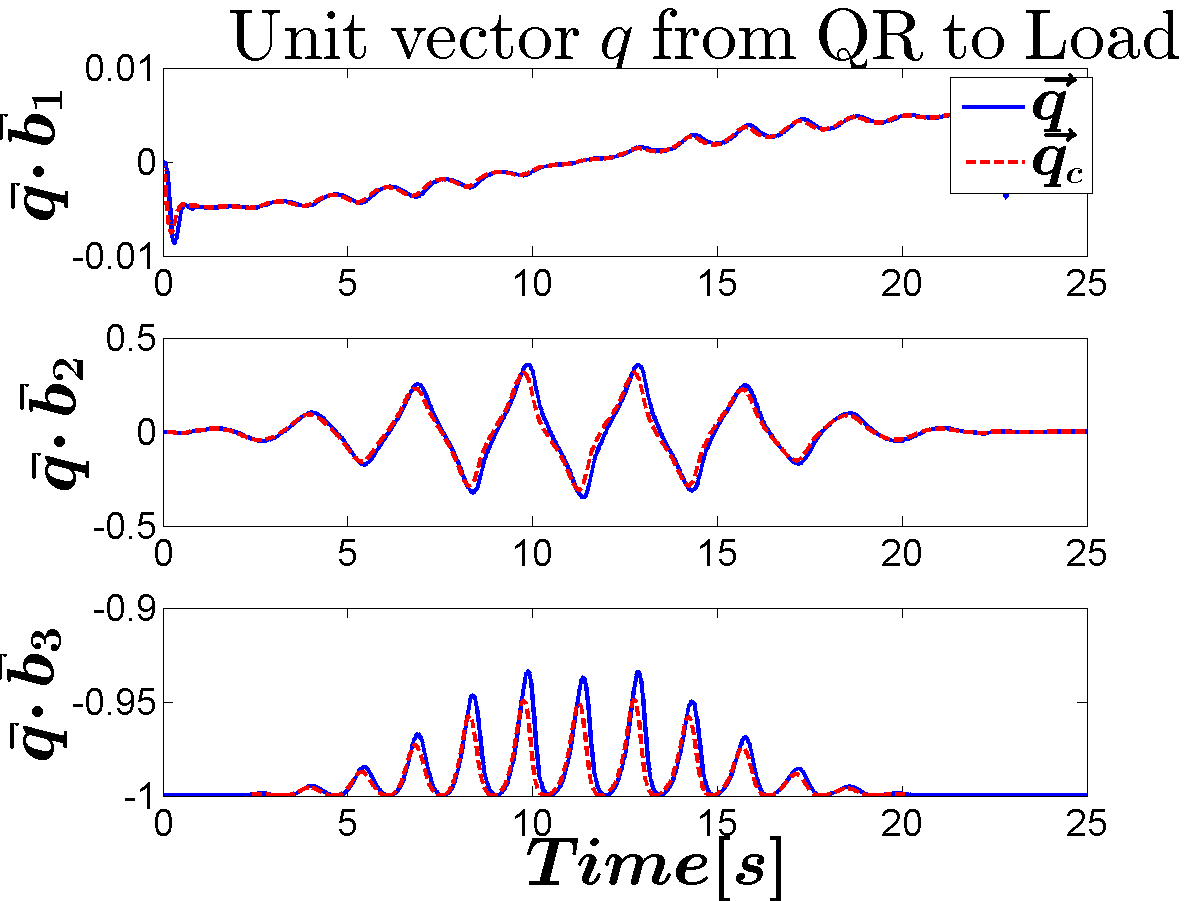 Unit vector q from QR to Load
q̄ · b̄₁
0.01
0
-0.01
0 5 10 15 20 25
q⃗
q⃗c
q̄ · b̄₂
0.5
0
-0.5
0 5 10 15 20 25
q̄ · b̄₃
-0.9
-0.95
-1
0 5 10 15 20 25
Time[s]